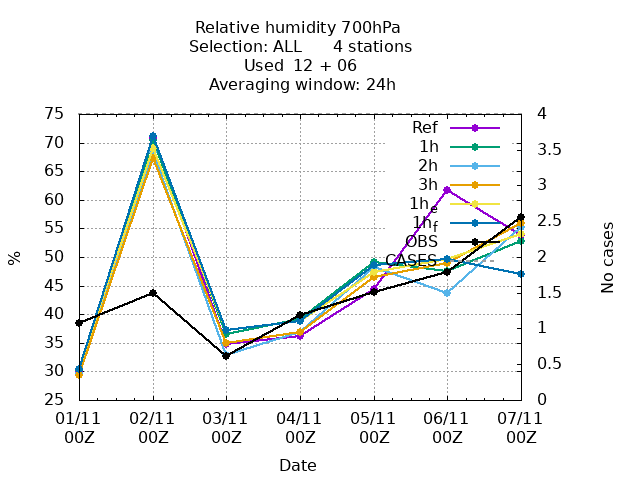 Relative humidity 700hPa
Selection: ALL      4 stations
Used  12 + 06
Averaging window: 24h
75
70
65
60
55
50
45
40
35
30
25
%
4
3.5
3
2.5
2
1.5
1
0.5
0
No cases
Ref
1h
2h
3h
1h_e
1h_f
OBS
CASES
01/11 02/11 03/11 04/11 05/11 06/11 07/11
00Z 00Z 00Z 00Z 00Z 00Z 00Z
Date